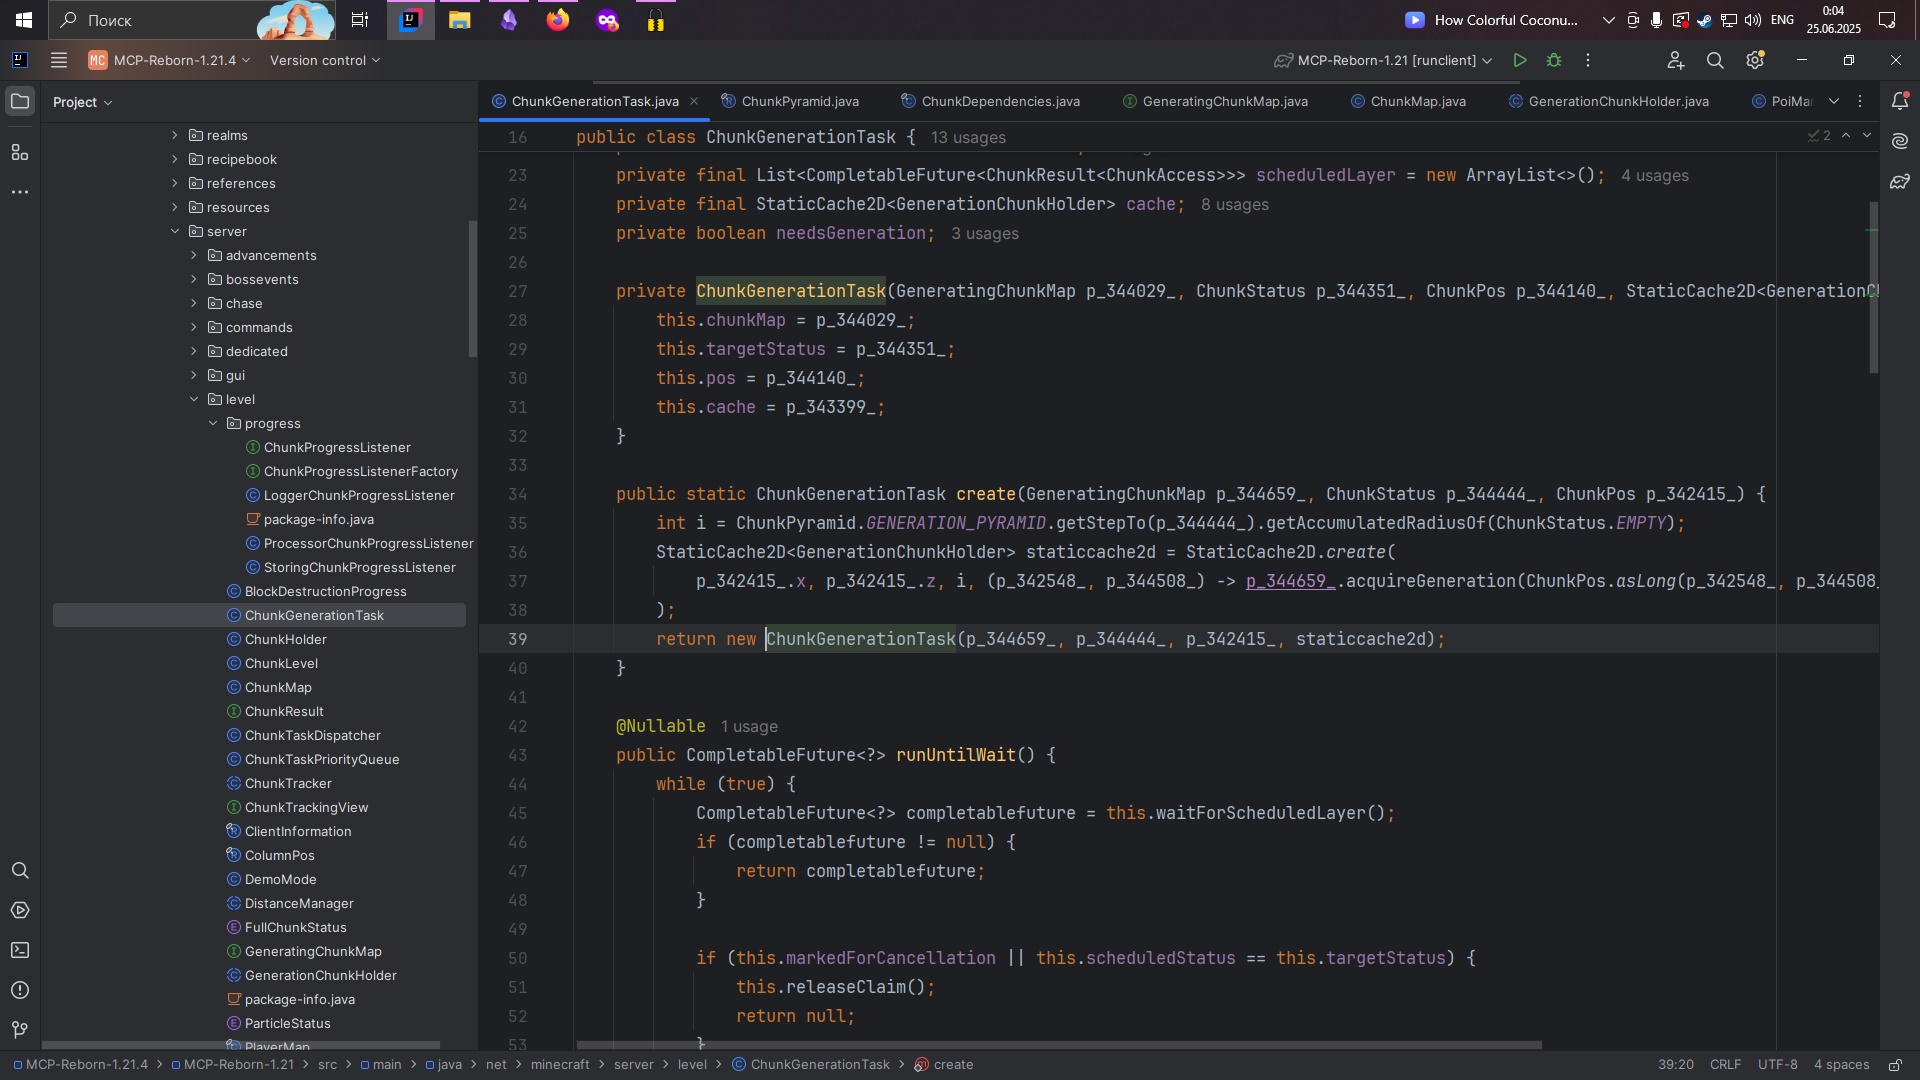 Поиск
How Colorful Coconu...
ENG
0:04
25.06.2025
MC MCP-Reborn-1.21.4
Version control
MCP-Reborn-1.21 [runclient]
Project
ChunkGenerationTask.java
ChunkPyramid.java
ChunkDependencies.java
GeneratingChunkMap.java
ChunkMap.java
GenerationChunkHolder.java
PoiMar
realms
recipebook
references
resources
server
advancements
bossevents
chase
commands
dedicated
gui
level
progress
ChunkProgressListener
ChunkProgressListenerFactory
LoggerChunkProgressListener
package-info.java
ProcessorChunkProgressListener
StoringChunkProgressListener
BlockDestructionProgress
ChunkGenerationTask
ChunkHolder
ChunkLevel
ChunkMap
ChunkResult
ChunkTaskDispatcher
ChunkTaskPriorityQueue
ChunkTracker
ChunkTrackingView
ClientInformation
ColumnPos
DemoMode
DistanceManager
FullChunkStatus
GeneratingChunkMap
GenerationChunkHolder
package-info.java
ParticleStatus
PlayerMap
16 public class ChunkGenerationTask { 13 usages
2
23 private final List<CompletableFuture<ChunkResult<ChunkAccess>>> scheduledLayer = new ArrayList<>(); 4 usages
24 private final StaticCache2D<GenerationChunkHolder> cache; 8 usages
25 private boolean needsGeneration; 3 usages
26
27 private ChunkGenerationTask(GeneratingChunkMap p_344029_, ChunkStatus p_344351_, ChunkPos p_344140_, StaticCache2D<GenerationCh
28 this.chunkMap = p_344029_;
29 this.targetStatus = p_344351_;
30 this.pos = p_344140_;
31 this.cache = p_343399_;
32 }
33
34 public static ChunkGenerationTask create(GeneratingChunkMap p_344659_, ChunkStatus p_344444_, ChunkPos p_342415_) {
35 int i = ChunkPyramid.GENERATION_PYRAMID.getStepTo(p_344444_).getAccumulatedRadiusOf(ChunkStatus.EMPTY);
36 StaticCache2D<GenerationChunkHolder> staticcache2d = StaticCache2D.create(
37 p_342415_.x, p_342415_.z, i, (p_342548_, p_344508_) -> p_344659_.acquireGeneration(ChunkPos.asLong(p_342548_, p_344508_
38 );
39 return new ChunkGenerationTask(p_344659_, p_344444_, p_342415_, staticcache2d);
40 }
41
42 @Nullable 1 usage
43 public CompletableFuture<?> runUntilWait() {
44 while (true) {
45 CompletableFuture<?> completablefuture = this.waitForScheduledLayer();
46 if (completablefuture != null) {
47 return completablefuture;
48 }
49
50 if (this.markedForCancellation || this.scheduledStatus == this.targetStatus) {
51 this.releaseClaim();
52 return null;
53 }
MCP-Reborn-1.21.4 > MCP-Reborn-1.21 > src > main > java > net > minecraft > server > level > ChunkGenerationTask > create
39:20 CRLF UTF-8 4 spaces